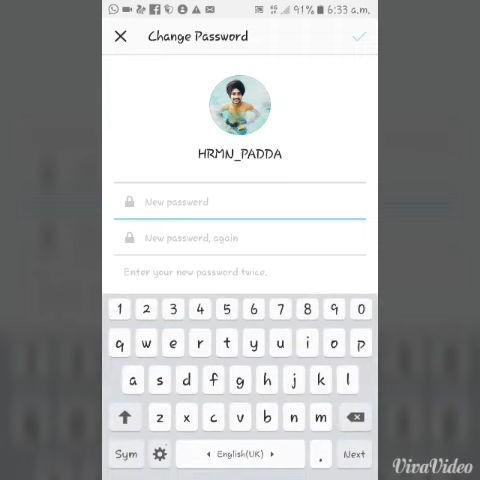 91% 6:33 a.m.
Change Password
HRMN_PADDA
New password
New password, again
Enter your new password twice.
1 2 3 4 5 6 7 8 9 0
q w e r t y u i o p
a s d f g h j k l
z x c v b n m
Sym English(UK) . Next
VivaVideo